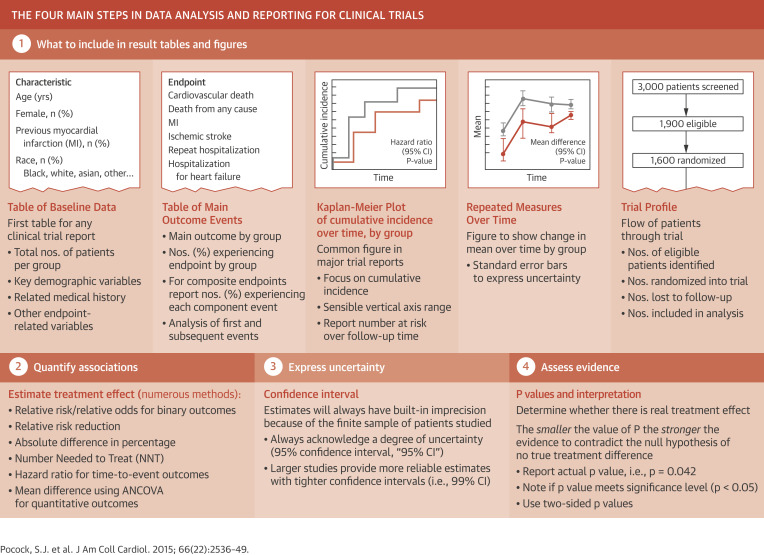 THE FOUR MAIN STEPS IN DATA ANALYSIS AND REPORTING FOR CLINICAL TRIALS
1 What to include in result tables and figures
Characteristic
Age (yrs)
Female, n (%)
Previous myocardial
infarction (MI), n (%)
Race, n (%)
Black, white, asian, other...
Table of Baseline Data
First table for any
clinical trial report
• Total nos. of patients
per group
• Key demographic variables
• Related medical history
• Other endpoint-
related variables
Endpoint
Cardiovascular death
Death from any cause
MI
Ischemic stroke
Repeat hospitalization
Hospitalization
for heart failure
Table of Main
Outcome Events
• Main outcome by group
• Nos. (%) experiencing
endpoint by group
• For composite endpoints
report nos. (%) experiencing
each component event
• Analysis of first and
subsequent events
Cumulative incidence
Hazard ratio
(95% CI)
P-value
Time
Kaplan-Meier Plot
of cumulative incidence
over time, by group
Common figure in
major trial reports
• Focus on cumulative
incidence
• Sensible vertical axis range
• Report number at risk
over follow-up time
Mean
Mean difference
(95% CI)
P-value
Time
Repeated Measures
Over Time
Figure to show change in
mean over time by group
• Standard error bars
to express uncertainty
3,000 patients screened
1,900 eligible
1,600 randomized
Trial Profile
Flow of patients
through trial
• Nos. of eligible
patients identified
• Nos. randomized into trial
• Nos. lost to follow-up
• Nos. included in analysis
2 Quantify associations
Estimate treatment effect (numerous methods):
• Relative risk/relative odds for binary outcomes
• Relative risk reduction
• Absolute difference in percentage
• Number Needed to Treat (NNT)
• Hazard ratio for time-to-event outcomes
• Mean difference using ANCOVA
for quantitative outcomes
3 Express uncertainty
Confidence interval
Estimates will always have built-in imprecision
because of the finite sample of patients studied
• Always acknowledge a degree of uncertainty
(95% confidence interval, "95% CI")
• Larger studies provide more reliable estimates
with tighter confidence intervals (i.e., 99% CI)
4 Assess evidence
P values and interpretation
Determine whether there is real treatment effect
The smaller the value of P the stronger the
evidence to contradict the null hypothesis of
no true treatment difference
• Report actual p value, i.e., p = 0.042
• Note if p value meets significance level (p < 0.05)
• Use two-sided p values
Pocock, S.J. et al. J Am Coll Cardiol. 2015; 66(22):2536–49.